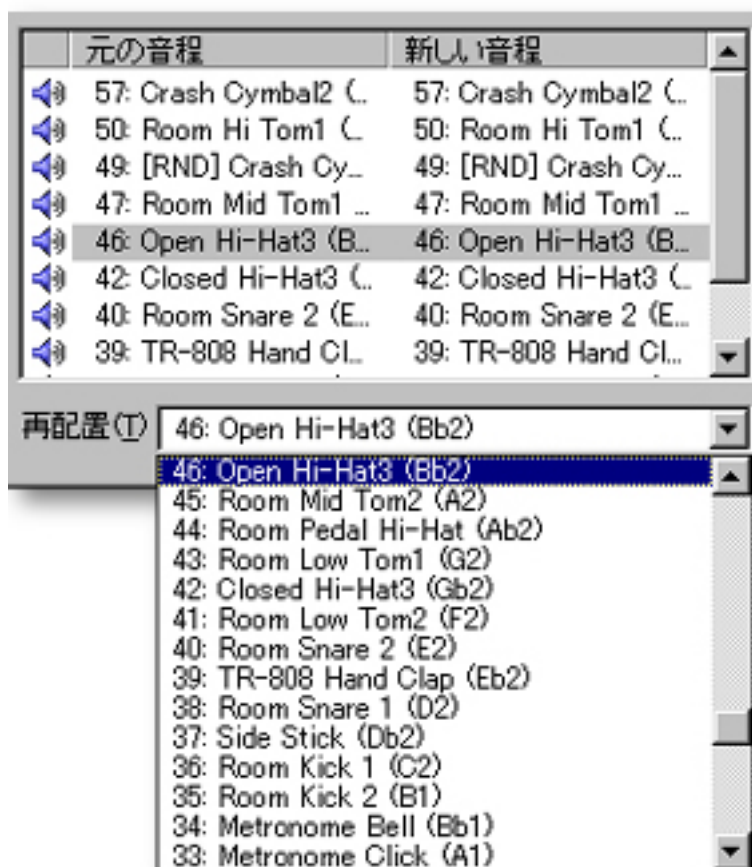 元の音程 新しい音程
57: Crash Cymbal2 (... 57: Crash Cymbal2 (...
50: Room Hi Tom1 (... 50: Room Hi Tom1 (...
49: [RND] Crash Cy... 49: [RND] Crash Cy...
47: Room Mid Tom1 ... 47: Room Mid Tom1 ...
46: Open Hi-Hat3 (B... 46: Open Hi-Hat3 (B...
42: Closed Hi-Hat3 (... 42: Closed Hi-Hat3 (...
40: Room Snare 2 (E... 40: Room Snare 2 (E...
39: TR-808 Hand Cl... 39: TR-808 Hand Cl...
再配置(T) 46: Open Hi-Hat3 (Bb2)
46: Open Hi-Hat3 (Bb2)
45: Room Mid Tom2 (A2)
44: Room Pedal Hi-Hat (Ab2)
43: Room Low Tom1 (G2)
42: Closed Hi-Hat3 (Gb2)
41: Room Low Tom2 (F2)
40: Room Snare 2 (E2)
39: TR-808 Hand Clap (Eb2)
38: Room Snare 1 (D2)
37: Side Stick (Db2)
36: Room Kick 1 (C2)
35: Room Kick 2 (B1)
34: Metronome Bell (Bb1)
33: Metronome Click (A1)